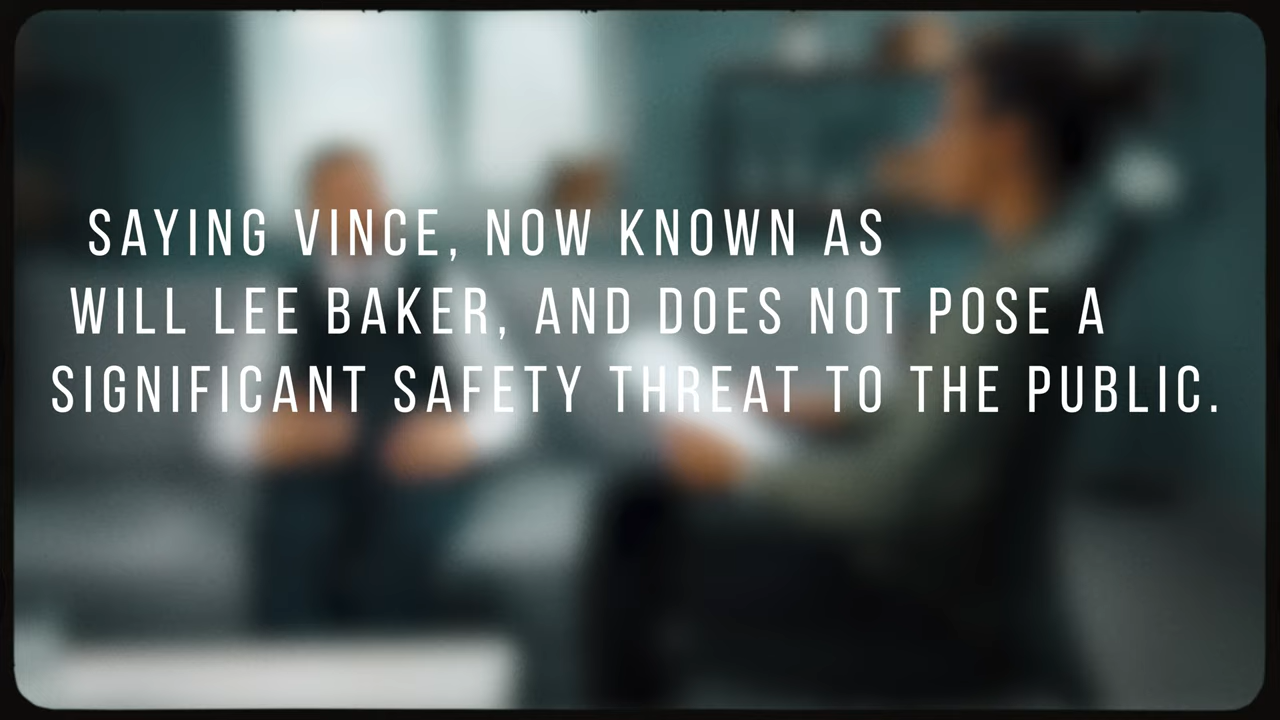 SAYING VINCE, NOW KNOWN AS
WILL LEE BAKER, AND DOES NOT POSE A
SIGNIFICANT SAFETY THREAT TO THE PUBLIC.